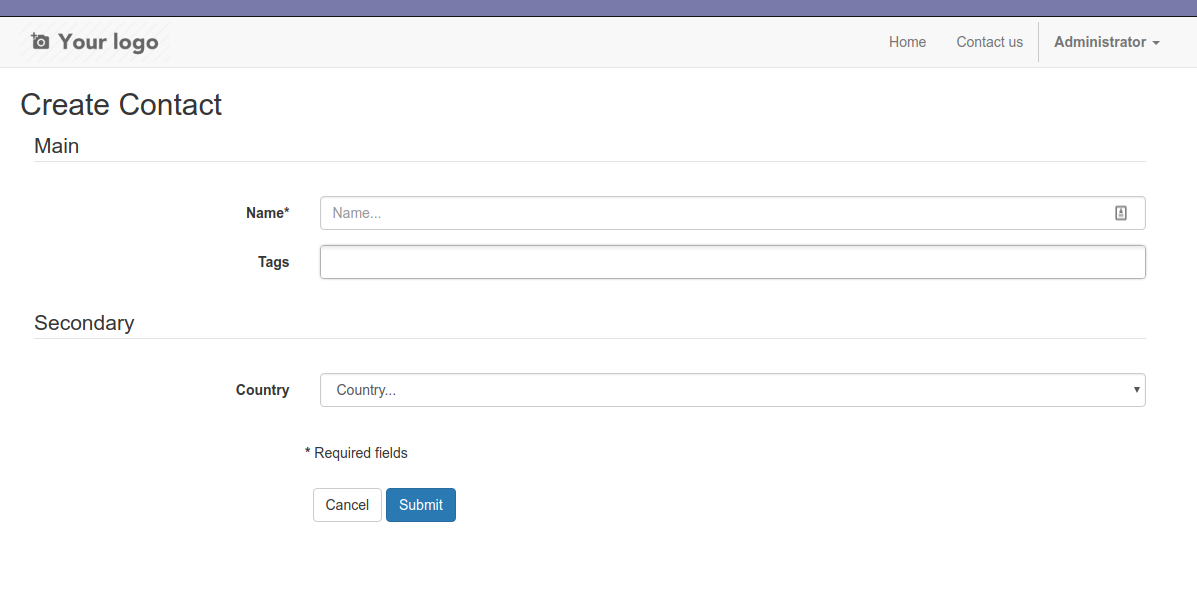 Your logo
Home Contact us Administrator
Create Contact
Main
Name* Name...
Tags
Secondary
Country Country...
* Required fields
Cancel Submit